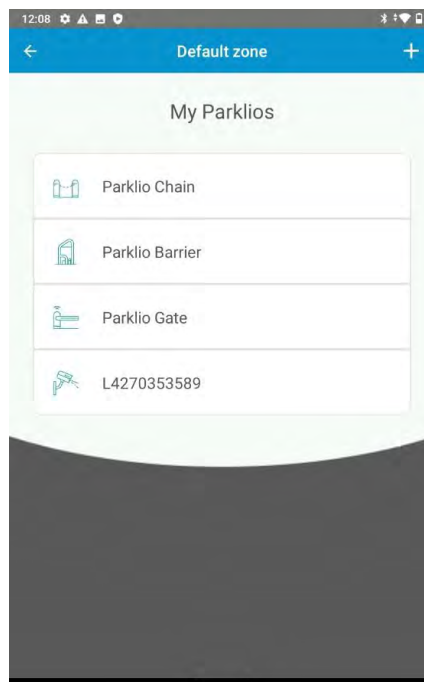 12:08
Default zone
My Parklios
Parklio Chain
Parklio Barrier
Parklio Gate
L4270353589